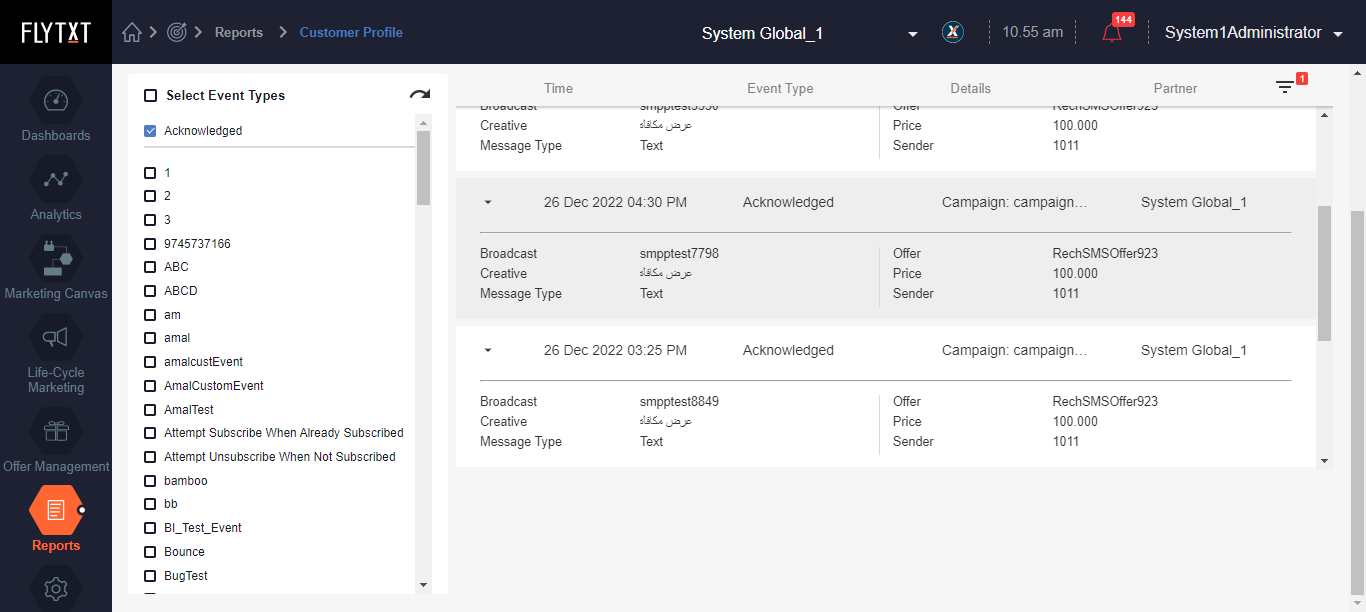 FLYTXT
Reports
Customer Profile
System Global_1
X
10.55 am
144
System1Administrator
Dashboards
Analytics
Marketing Canvas
Life-Cycle
Marketing
Offer Management
Reports
Select Event Types
Acknowledged
1
2
3
9745737166
ABC
ABCD
am
amal
amalcustEvent
AmalCustomEvent
AmalTest
Attempt Subscribe When Already Subscribed
Attempt Unsubscribe When Not Subscribed
bamboo
bb
BI_Test_Event
Bounce
BugTest
Time Event Type Details Partner
1
Broadcast smpptest5550 Offer RechSMSOffer923
Creative عرض مكافأه Price 100.000
Message Type Text Sender 1011
26 Dec 2022 04:30 PM Acknowledged Campaign: campaign… System Global_1
Broadcast smpptest7798 Offer RechSMSOffer923
Creative عرض مكافأه Price 100.000
Message Type Text Sender 1011
26 Dec 2022 03:25 PM Acknowledged Campaign: campaign… System Global_1
Broadcast smpptest8849 Offer RechSMSOffer923
Creative عرض مكافأه Price 100.000
Message Type Text Sender 1011